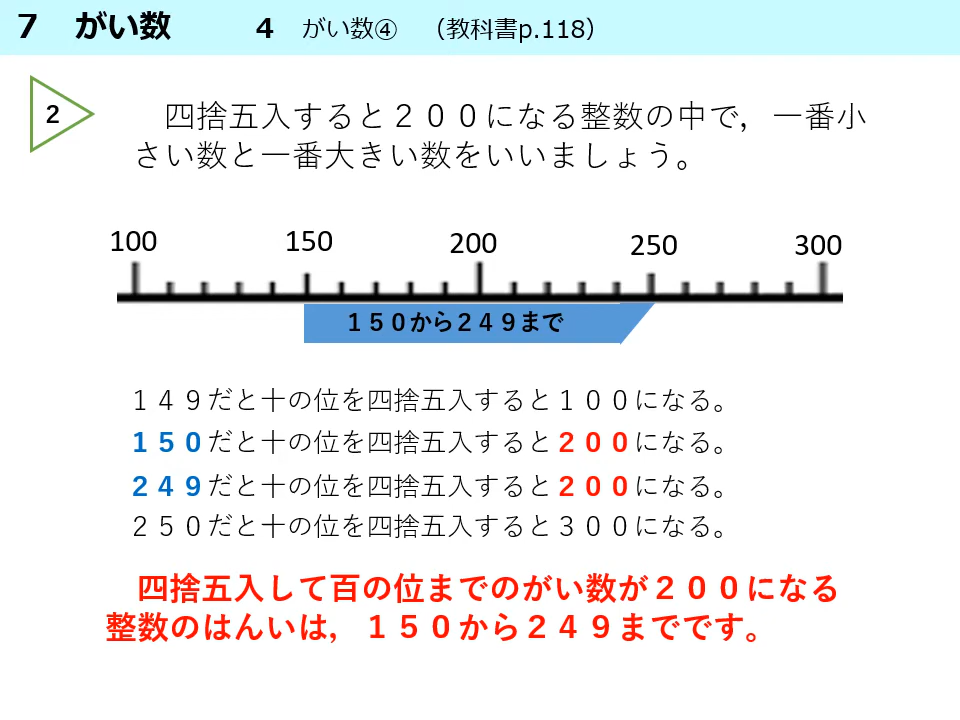 ７　がい数　４　がい数④　（教科書p.118）
2
四捨五入すると２００になる整数の中で，一番小
さい数と一番大きい数をいいましょう。
100 150 200 250 300
１５０から２４９まで
１４９だと十の位を四捨五入すると１００になる。
１５０だと十の位を四捨五入すると２００になる。
２４９だと十の位を四捨五入すると２００になる。
２５０だと十の位を四捨五入すると３００になる。
四捨五入して百の位までのがい数が２００になる
整数のはんいは，１５０から２４９までです。